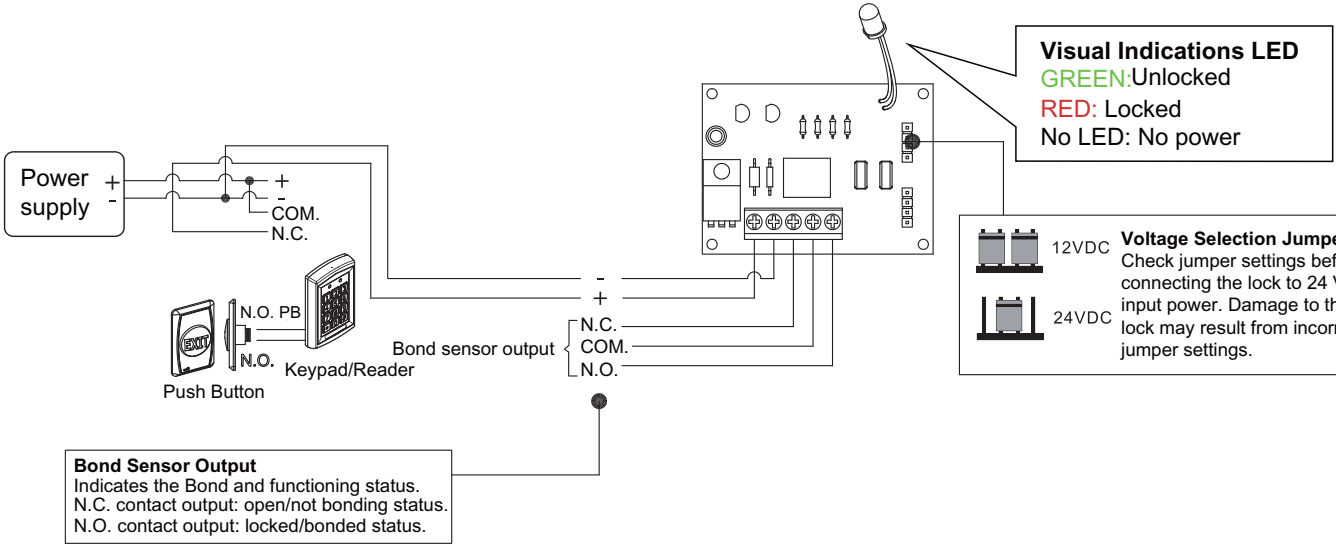 Visual Indications LED
GREEN:Unlocked
RED: Locked
No LED: No power
Power supply
+
-
+
-
COM.
N.C.
12VDC
24VDC
Voltage Selection Jumpe
Check jumper settings bef
connecting the lock to 24 V
input power. Damage to th
lock may result from incorr
jumper settings.
-
+
N.C.
COM.
N.O.
Bond sensor output
N.O. PB
N.O.
EXIT
Push Button
Keypad/Reader
Bond Sensor Output
Indicates the Bond and functioning status.
N.C. contact output: open/not bonding status.
N.O. contact output: locked/bonded status.